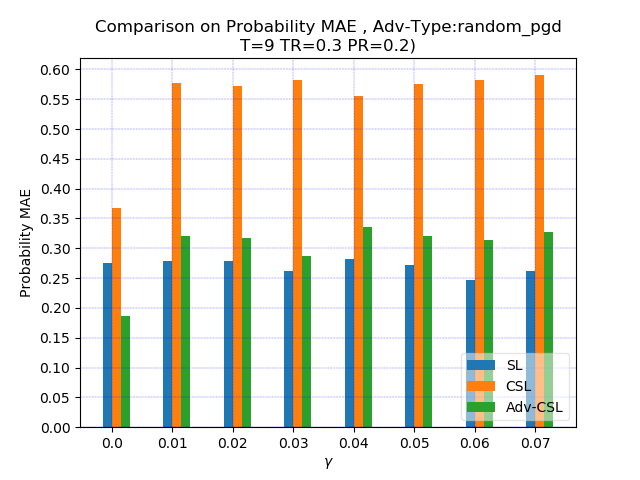 Comparison on Probability MAE , Adv-Type:random_pgd
T=9 TR=0.3 PR=0.2)
0.60
0.55
0.50
0.45
0.40
0.35
0.30
0.25
0.20
0.15
0.10
0.05
0.00
Probability MAE
SL
CSL
Adv-CSL
0.0 0.01 0.02 0.03 0.04 0.05 0.06 0.07
γ